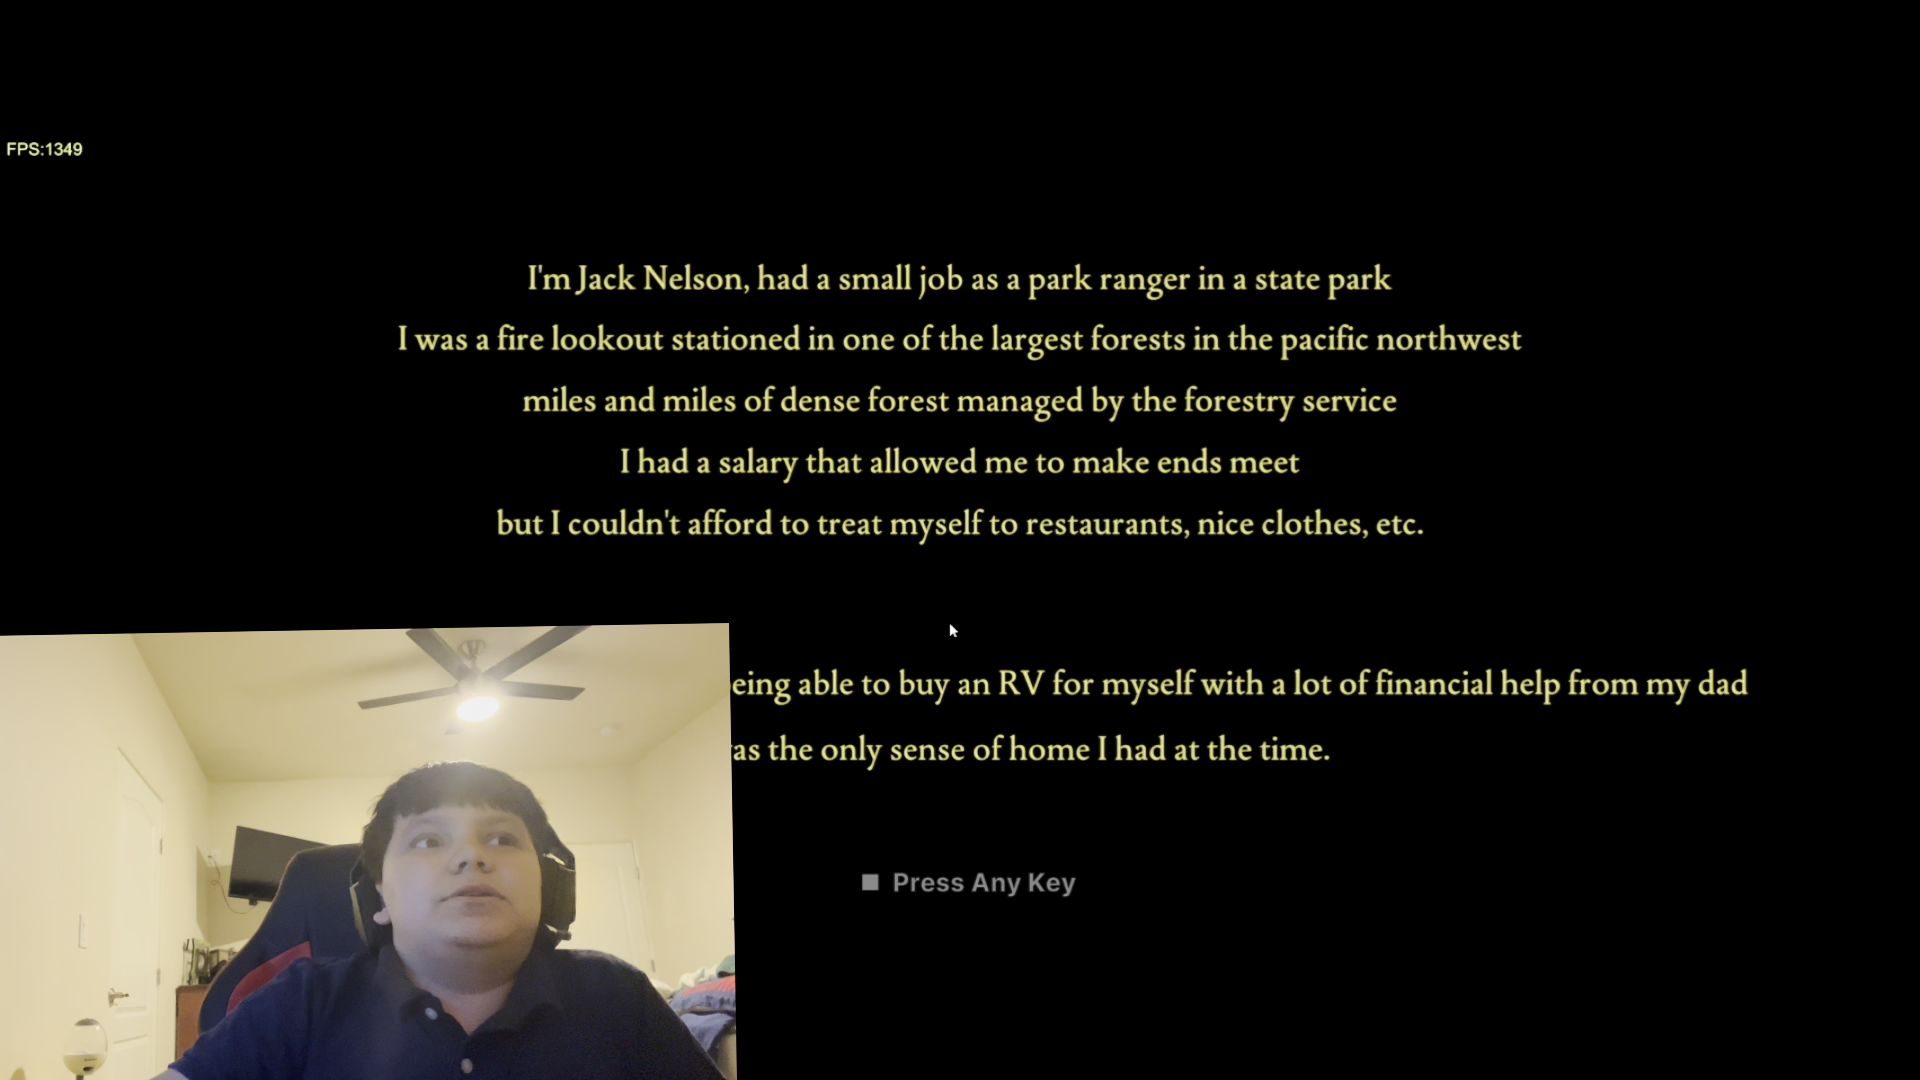 FPS:1349
I'm Jack Nelson, had a small job as a park ranger in a state park
I was a fire lookout stationed in one of the largest forests in the pacific northwest
miles and miles of dense forest managed by the forestry service
I had a salary that allowed me to make ends meet
but I couldn't afford to treat myself to restaurants, nice clothes, etc.
able to buy an RV for myself with a lot of financial help from my dad
the only sense of home I had at the time.
Press Any Key